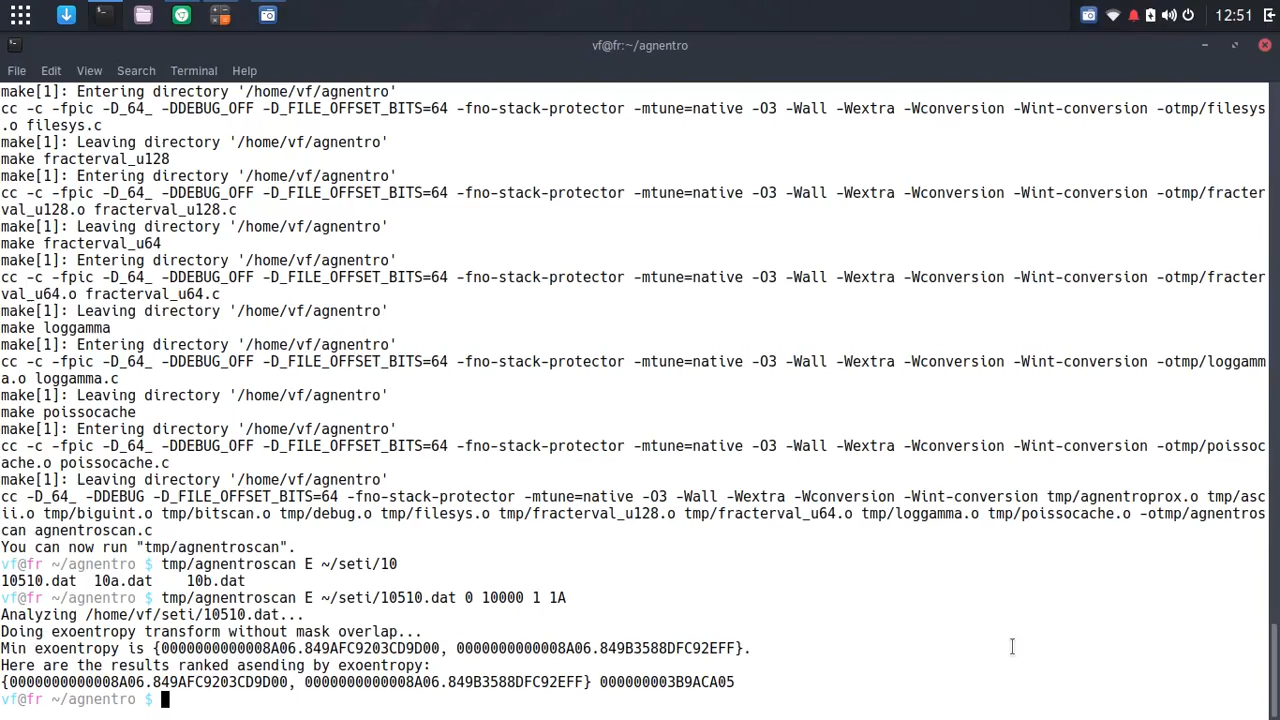 12:51
vf@fr:~/agnentro
File Edit View Search Terminal Help
make[1]: Entering directory '/home/vf/agnentro'
cc -c -fpic -D_64_ -DDEBUG_OFF -D_FILE_OFFSET_BITS=64 -fno-stack-protector -mtune=native -O3 -Wall -Wextra -Wconversion -Wint-conversion -otmp/filesys
.o filesys.c
make[1]: Leaving directory '/home/vf/agnentro'
make fracterval_u128
make[1]: Entering directory '/home/vf/agnentro'
cc -c -fpic -D_64_ -DDEBUG_OFF -D_FILE_OFFSET_BITS=64 -fno-stack-protector -mtune=native -O3 -Wall -Wextra -Wconversion -Wint-conversion -otmp/fracter
val_u128.o fracterval_u128.c
make[1]: Leaving directory '/home/vf/agnentro'
make fracterval_u64
make[1]: Entering directory '/home/vf/agnentro'
cc -c -fpic -D_64_ -DDEBUG_OFF -D_FILE_OFFSET_BITS=64 -fno-stack-protector -mtune=native -O3 -Wall -Wextra -Wconversion -Wint-conversion -otmp/fracter
val_u64.o fracterval_u64.c
make[1]: Leaving directory '/home/vf/agnentro'
make loggamma
make[1]: Entering directory '/home/vf/agnentro'
cc -c -fpic -D_64_ -DDEBUG_OFF -D_FILE_OFFSET_BITS=64 -fno-stack-protector -mtune=native -O3 -Wall -Wextra -Wconversion -Wint-conversion -otmp/loggamm
a.o loggamma.c
make[1]: Leaving directory '/home/vf/agnentro'
make poissocache
make[1]: Entering directory '/home/vf/agnentro'
cc -c -fpic -D_64_ -DDEBUG_OFF -D_FILE_OFFSET_BITS=64 -fno-stack-protector -mtune=native -O3 -Wall -Wextra -Wconversion -Wint-conversion -otmp/poissoc
ache.o poissocache.c
make[1]: Leaving directory '/home/vf/agnentro'
cc -D_64_ -DDEBUG -D_FILE_OFFSET_BITS=64 -fno-stack-protector -mtune=native -O3 -Wall -Wextra -Wconversion -Wint-conversion tmp/agnentroprox.o tmp/asc
ii.o tmp/biguint.o tmp/bitscan.o tmp/debug.o tmp/filesys.o tmp/fracterval_u128.o tmp/fracterval_u64.o tmp/loggamma.o tmp/poissocache.o -otmp/agnentros
can agnentroscan.c
You can now run "tmp/agnentroscan".
vf@fr ~/agnentro $ tmp/agnentroscan E ~/seti/10
10510.dat  10a.dat    10b.dat
vf@fr ~/agnentro $ tmp/agnentroscan E ~/seti/10510.dat 0 10000 1 1A
Analyzing /home/vf/seti/10510.dat...
Doing exoentropy transform without mask overlap...
Min exoentropy is {0000000000008A06.849AFC9203CD9D00, 0000000000008A06.849B3588DFC92EFF}.
Here are the results ranked asending by exoentropy:
{0000000000008A06.849AFC9203CD9D00, 0000000000008A06.849B3588DFC92EFF} 000000003B9ACA05
vf@fr ~/agnentro $